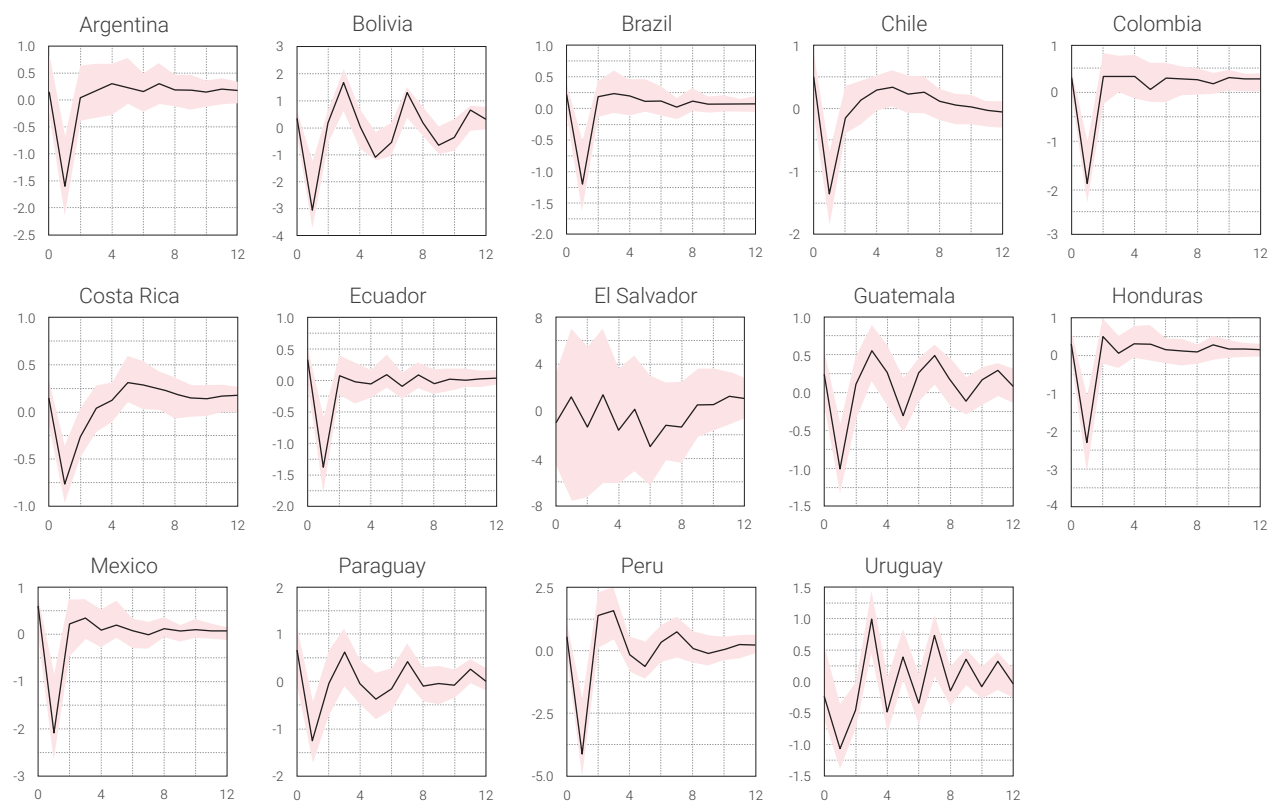 Argentina Bolivia Brazil Chile Colombia
1.0 0.5 0.0 -0.5 -1.0 -1.5 -2.0 -2.5
3 2 1 0 -1 -2 -3 -4
1.0 0.5 0.0 -0.5 -1.0 -1.5 -2.0
1 0 -1 -2
1 0 -1 -2 -3
0 4 8 12 0 4 8 12 0 4 8 12 0 4 8 12 0 4 8 12
Costa Rica Ecuador El Salvador Guatemala Honduras
1.0 0.5 0.0 -0.5 -1.0
1.0 0.5 0.0 -0.5 -1.0 -1.5 -2.0
8 4 0 -4 -8
1.0 0.5 0.0 -0.5 -1.0 -1.5
1 0 -1 -2 -3 -4
0 4 8 12 0 4 8 12 0 4 8 12 0 4 8 12 0 4 8 12
Mexico Paraguay Peru Uruguay
1 0 -1 -2 -3
2 1 0 -1 -2
2.5 0.0 -2.5 -5.0
1.5 1.0 0.5 0.0 -0.5 -1.0 -1.5
0 4 8 12 0 4 8 12 0 4 8 12 0 4 8 12